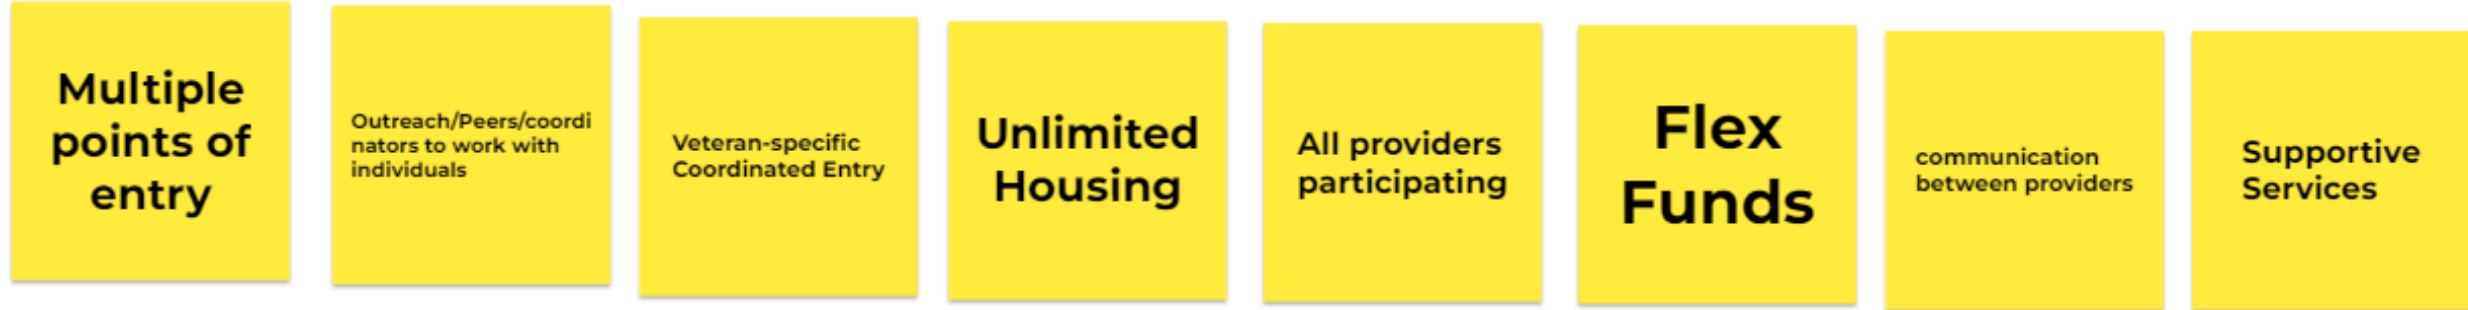 Multiple
points of
entry
Outreach/Peers/coordi
nators to work with
individuals
Veteran-specific
Coordinated Entry
Unlimited
Housing
All providers
participating
Flex
Funds
communication
between providers
Supportive
Services